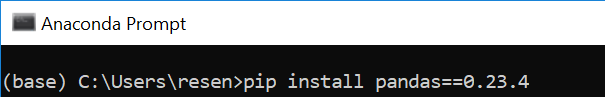 Anaconda Prompt
(base) C:\Users\resen>pip install pandas==0.23.4